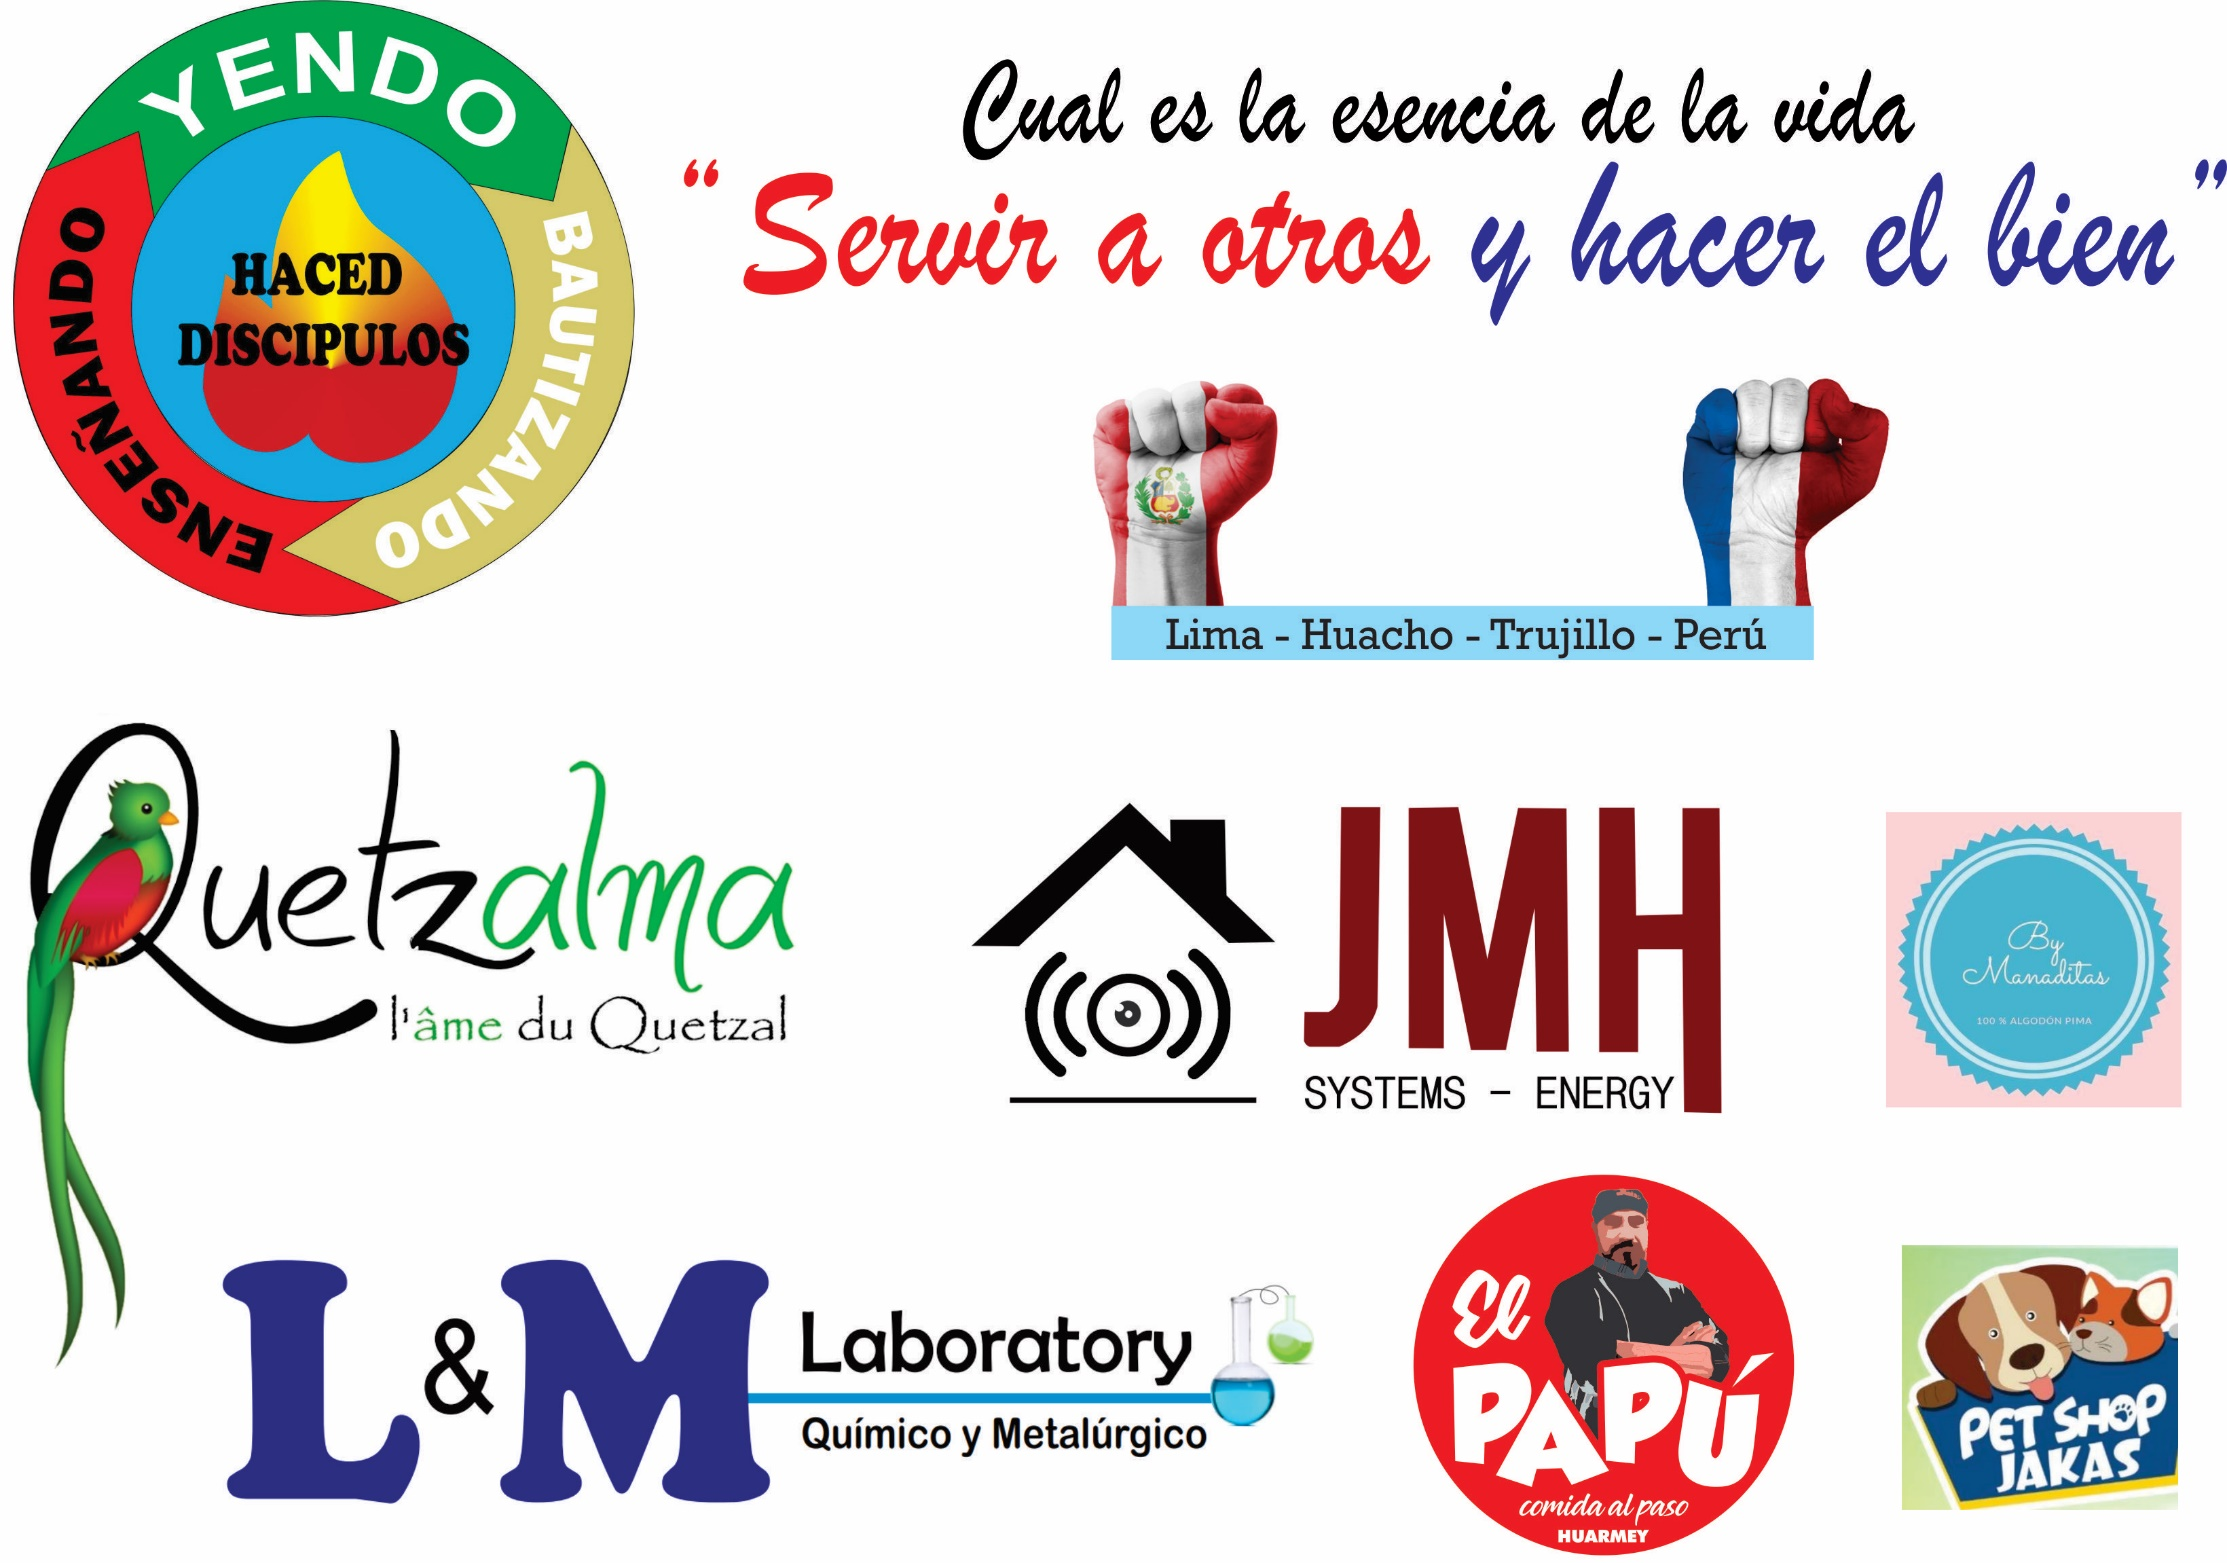 YENDO
BAUTIZANDO
ENSEÑANDO
HACED
DISCIPULOS
Cual es la esencia de la vida
“Servir a otros y hacer el bien”
Lima - Huacho - Trujillo - Perú
Quetzalma
l'âme du Quetzal
JMH
SYSTEMS - ENERGY
By
Manaditas
100 % ALGODÓN PIMA
L&M
Laboratory
Químico y Metalúrgico
El
PAPÚ
comida al paso
HUARMEY
PET SHOP
JAKAS